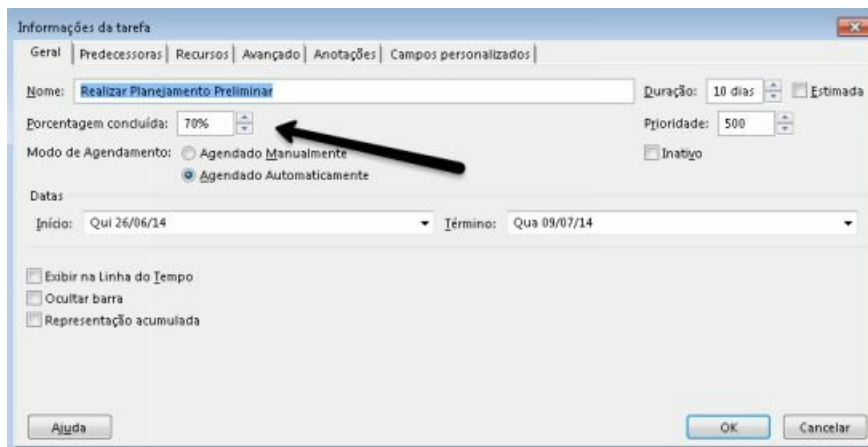 Informações da tarefa
Geral Predecessoras Recursos Avançado Anotações Campos personalizados
Nome: Realizar Planejamento Preliminar Duração: 10 dias Estimada
Porcentagem concluída: 70% Prioridade: 500
Modo de Agendamento: Agendado Manualmente Inativo
Agendado Automaticamente
Datas
Início: Qui 26/06/14 Término: Qua 09/07/14
Exibir na Linha do Tempo
Ocultar barra
Representação acumulada
Ajuda OK Cancelar